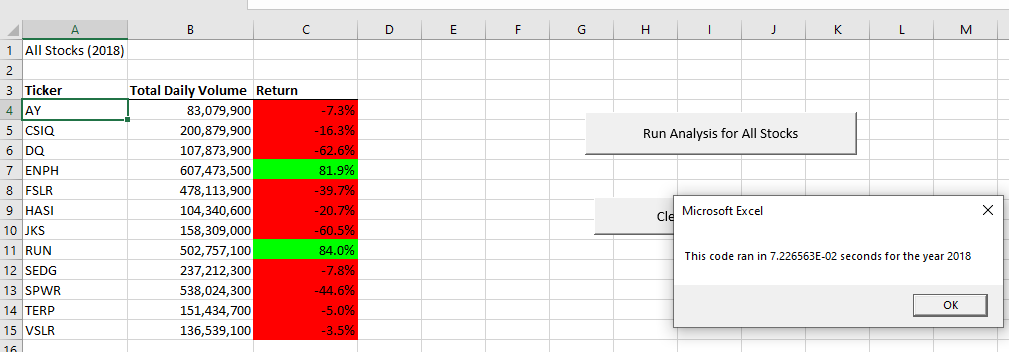 A B C D E F G H I J K L M
1 All Stocks (2018)
2
3 Ticker Total Daily Volume Return
4 AY 83,079,900 -7.3%
5 CSIQ 200,879,900 -16.3%
6 DQ 107,873,900 -62.6%
7 ENPH 607,473,500 81.9%
8 FSLR 478,113,900 -39.7%
9 HASI 104,340,600 -20.7%
10 JKS 158,309,000 -60.5%
11 RUN 502,757,100 84.0%
12 SEDG 237,212,300 -7.8%
13 SPWR 538,024,300 -44.6%
14 TERP 151,434,700 -5.0%
15 VSLR 136,539,100 -3.5%
16
Run Analysis for All Stocks
Cle
Microsoft Excel
This code ran in 7.226563E-02 seconds for the year 2018
OK